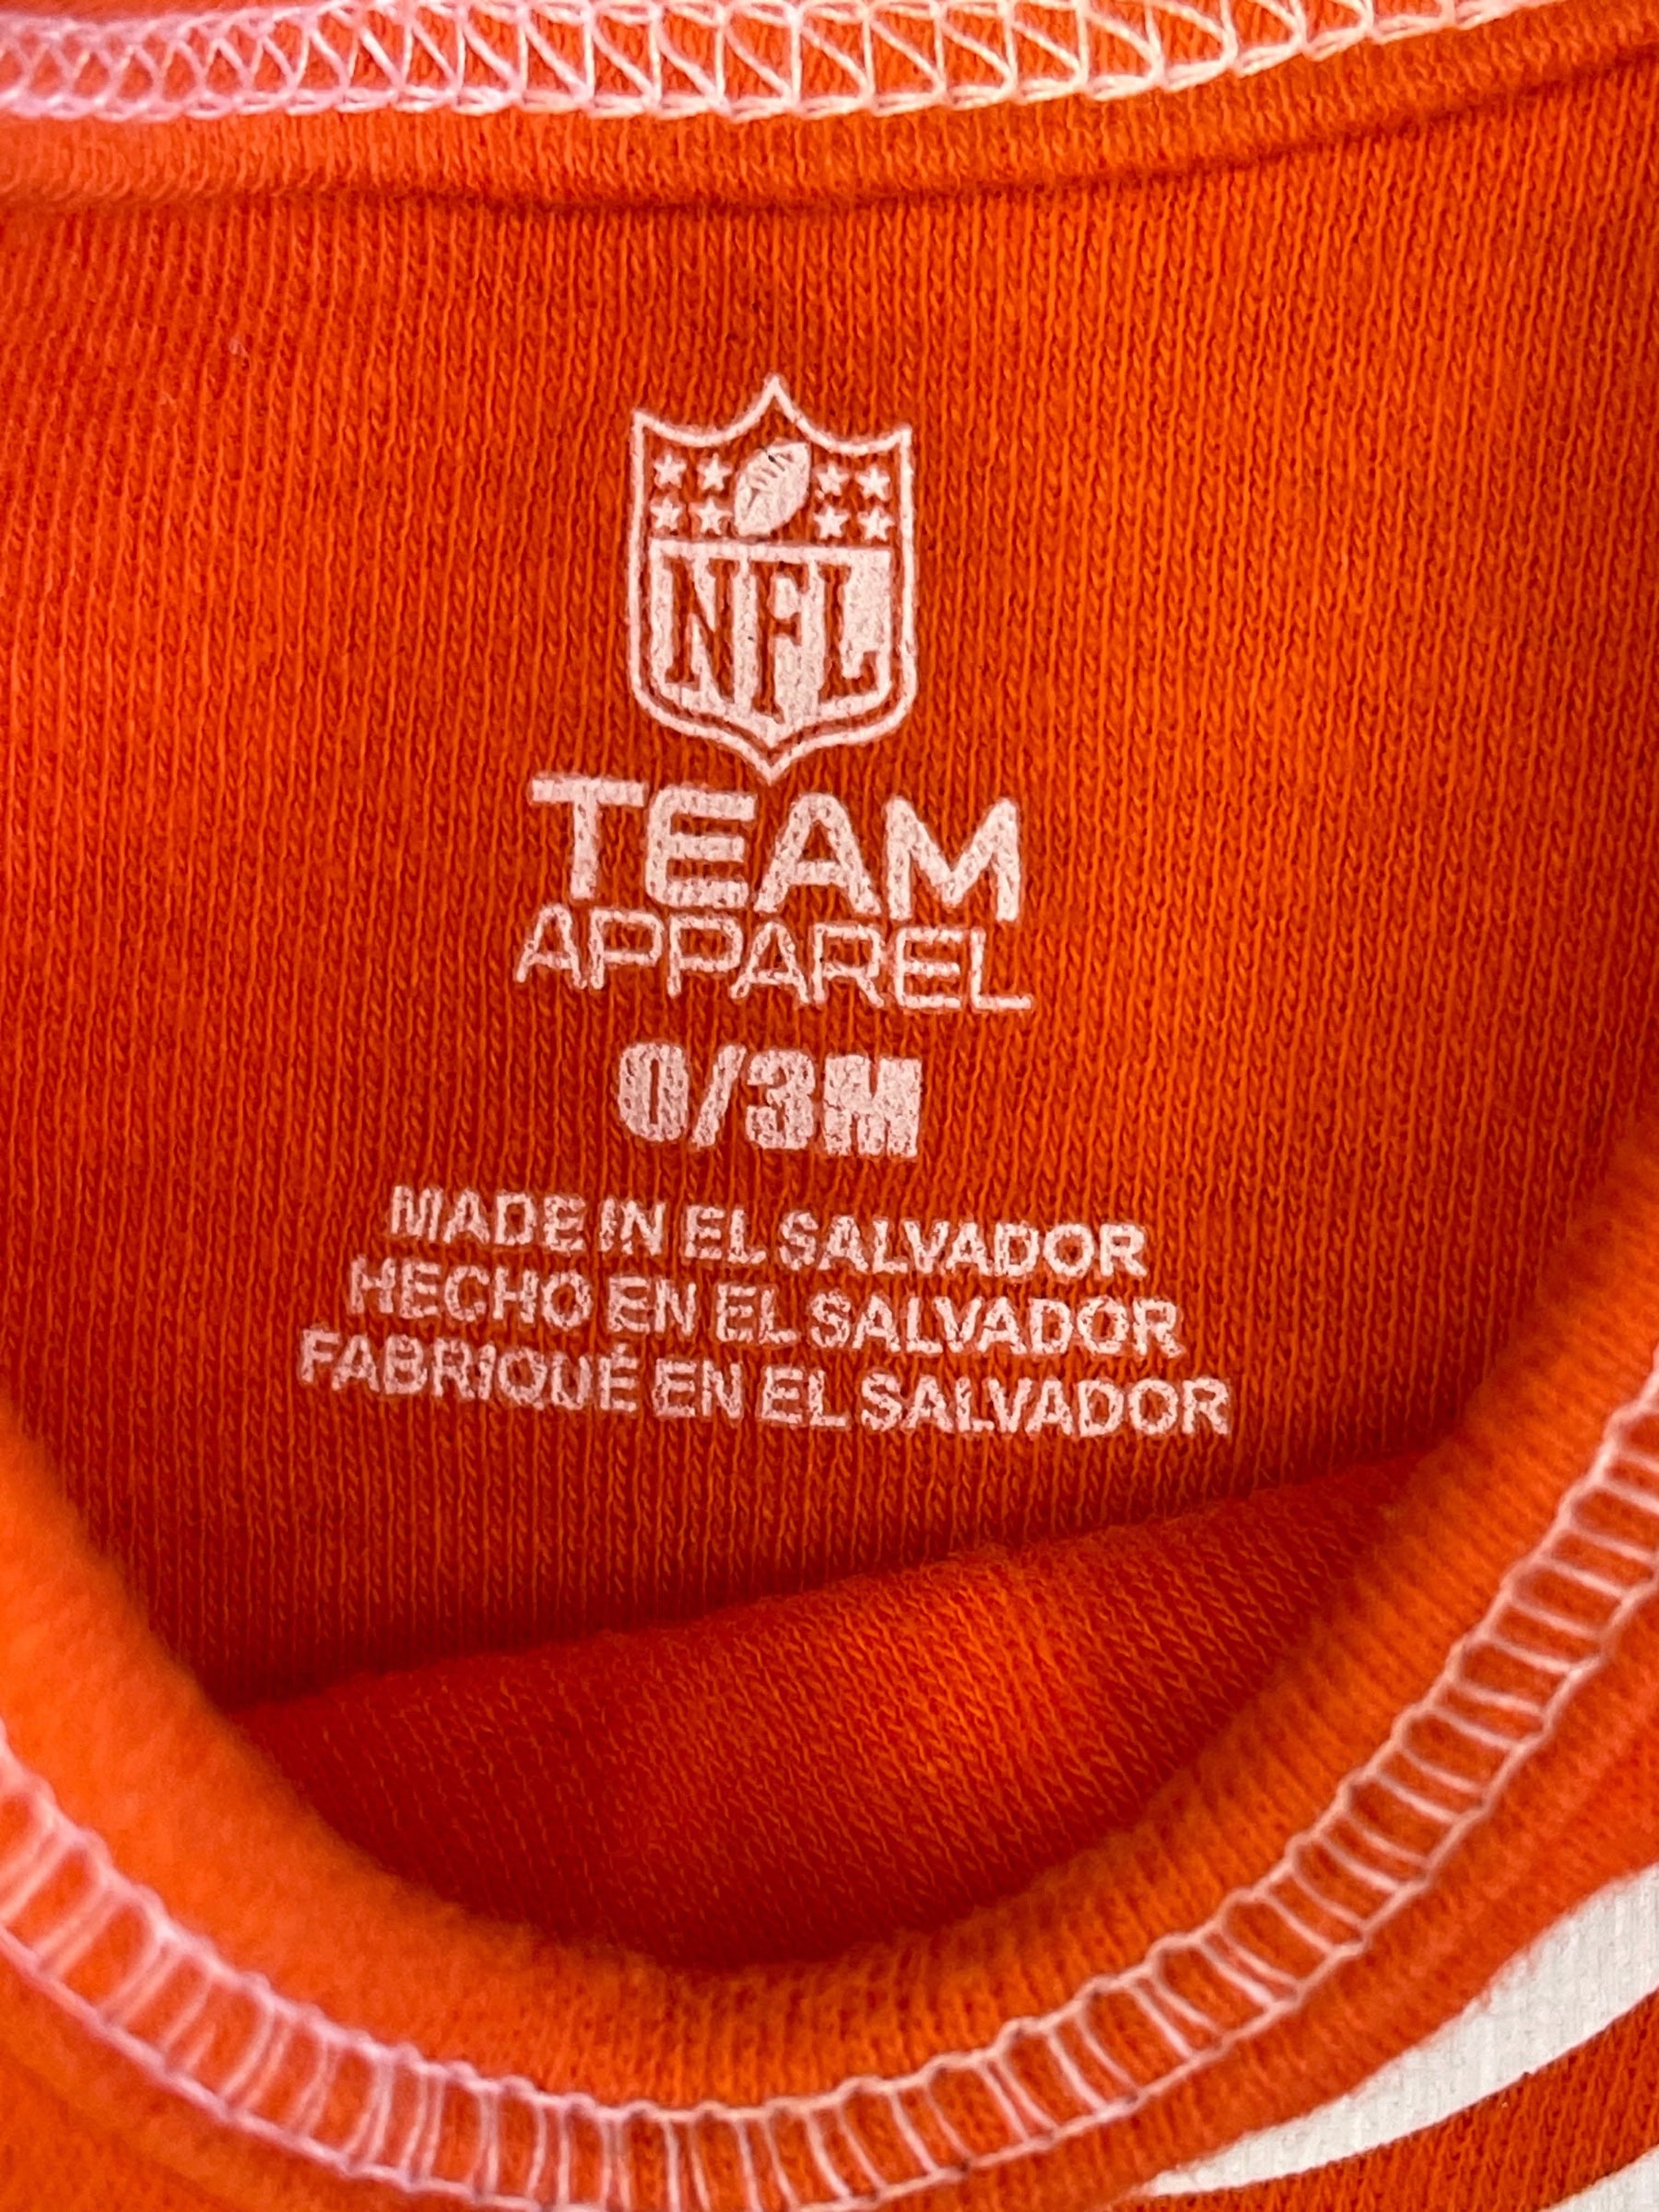 NFL
TEAM
APPAREL
0/3M
MADE IN EL SALVADOR
HECHO EN EL SALVADOR
FABRIQUÉ EN EL SALVADOR